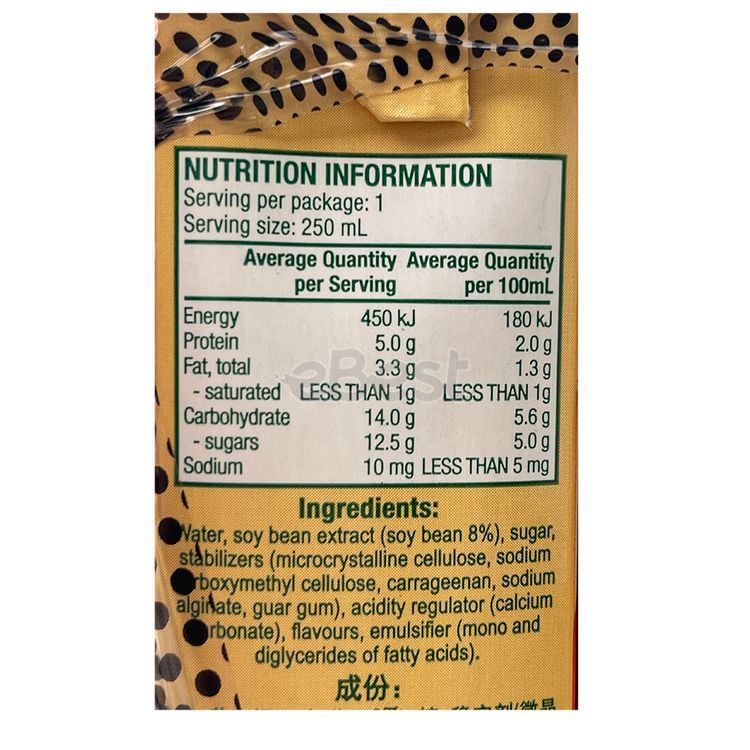 NUTRITION INFORMATION
Serving per package: 1
Serving size: 250 mL
Average Quantity per Serving Average Quantity per 100mL
Energy 450 kJ 180 kJ
Protein 5.0 g 2.0 g
Fat, total 3.3 g 1.3 g
- saturated LESS THAN 1g LESS THAN 1g
Carbohydrate 14.0 g 5.6 g
- sugars 12.5 g 5.0 g
Sodium 10 mg LESS THAN 5 mg
eBest
Ingredients:
Water, soy bean extract (soy bean 8%), sugar,
stabilizers (microcrystalline cellulose, sodium
rboxymethyl cellulose, carrageenan, sodium
alginate, guar gum), acidity regulator (calcium
rbonate), flavours, emulsifier (mono and
diglycerides of fatty acids).
成份: